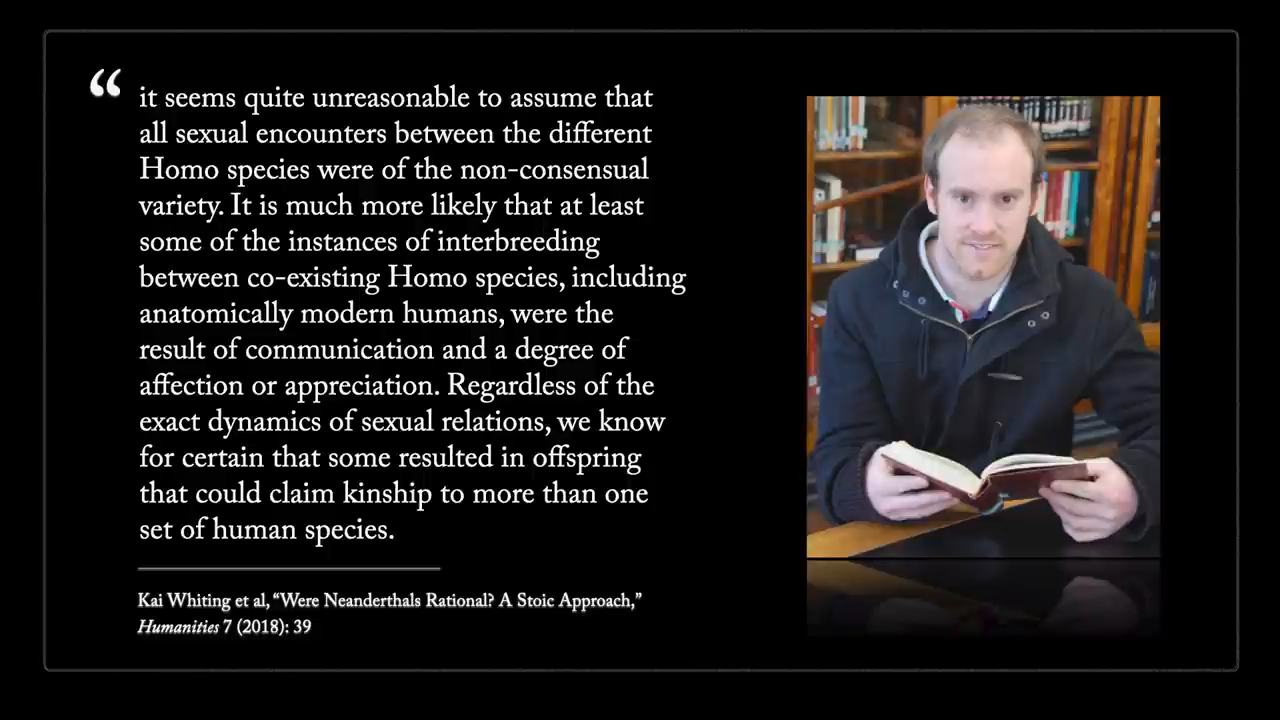 “ it seems quite unreasonable to assume that
all sexual encounters between the different
Homo species were of the non-consensual
variety. It is much more likely that at least
some of the instances of interbreeding
between co-existing Homo species, including
anatomically modern humans, were the
result of communication and a degree of
affection or appreciation. Regardless of the
exact dynamics of sexual relations, we know
for certain that some resulted in offspring
that could claim kinship to more than one
set of human species.
Kai Whiting et al, “Were Neanderthals Rational? A Stoic Approach,”
Humanities 7 (2018): 39